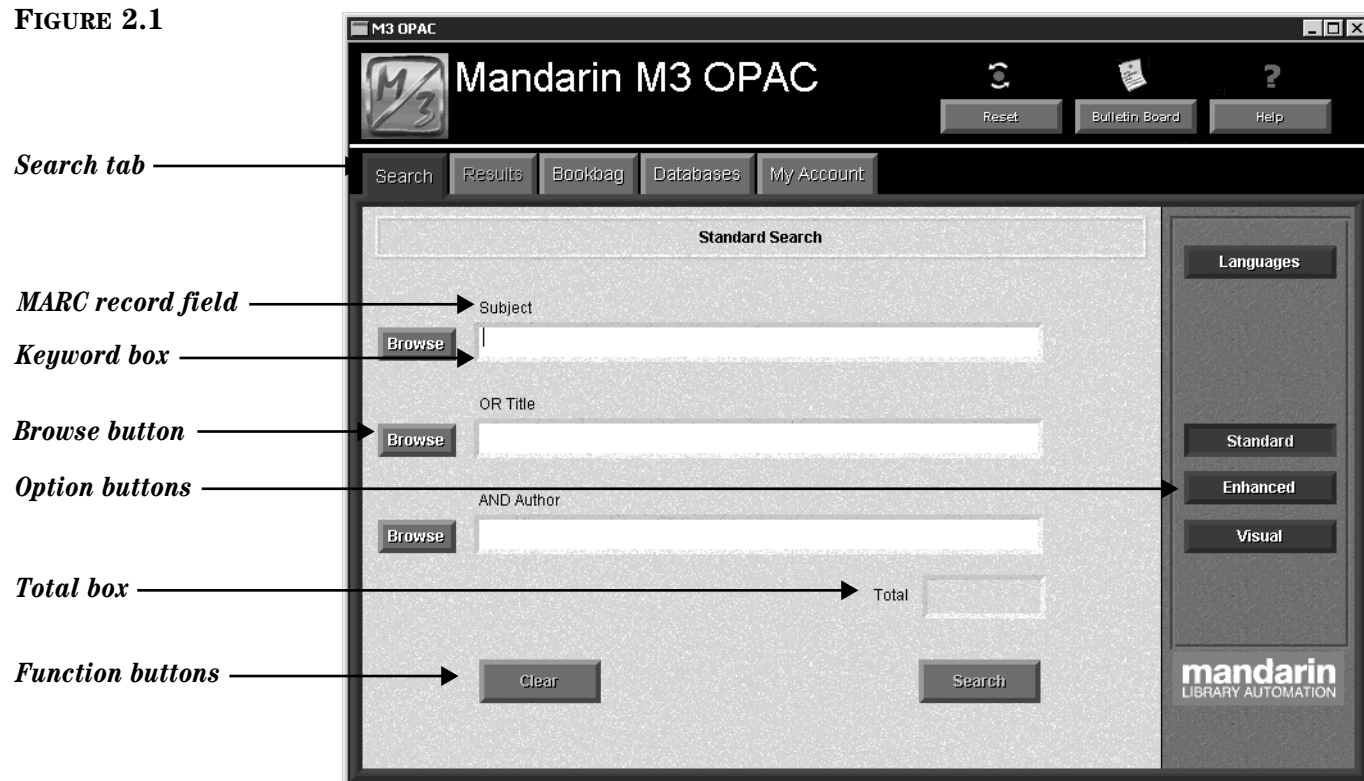 FIGURE 2.1
M3 OPAC
M/3
Mandarin M3 OPAC
?
Reset
Bulletin Board
Help
Search tab
Search
Results
Bookbag
Databases
My Account
Standard Search
Languages
MARC record field
Subject
Browse
Keyword box
OR Title
Browse button
Browse
Standard
Option buttons
Enhanced
AND Author
Browse
Visual
Total box
Total
Function buttons
Clear
Search
mandarin
LIBRARY AUTOMATION